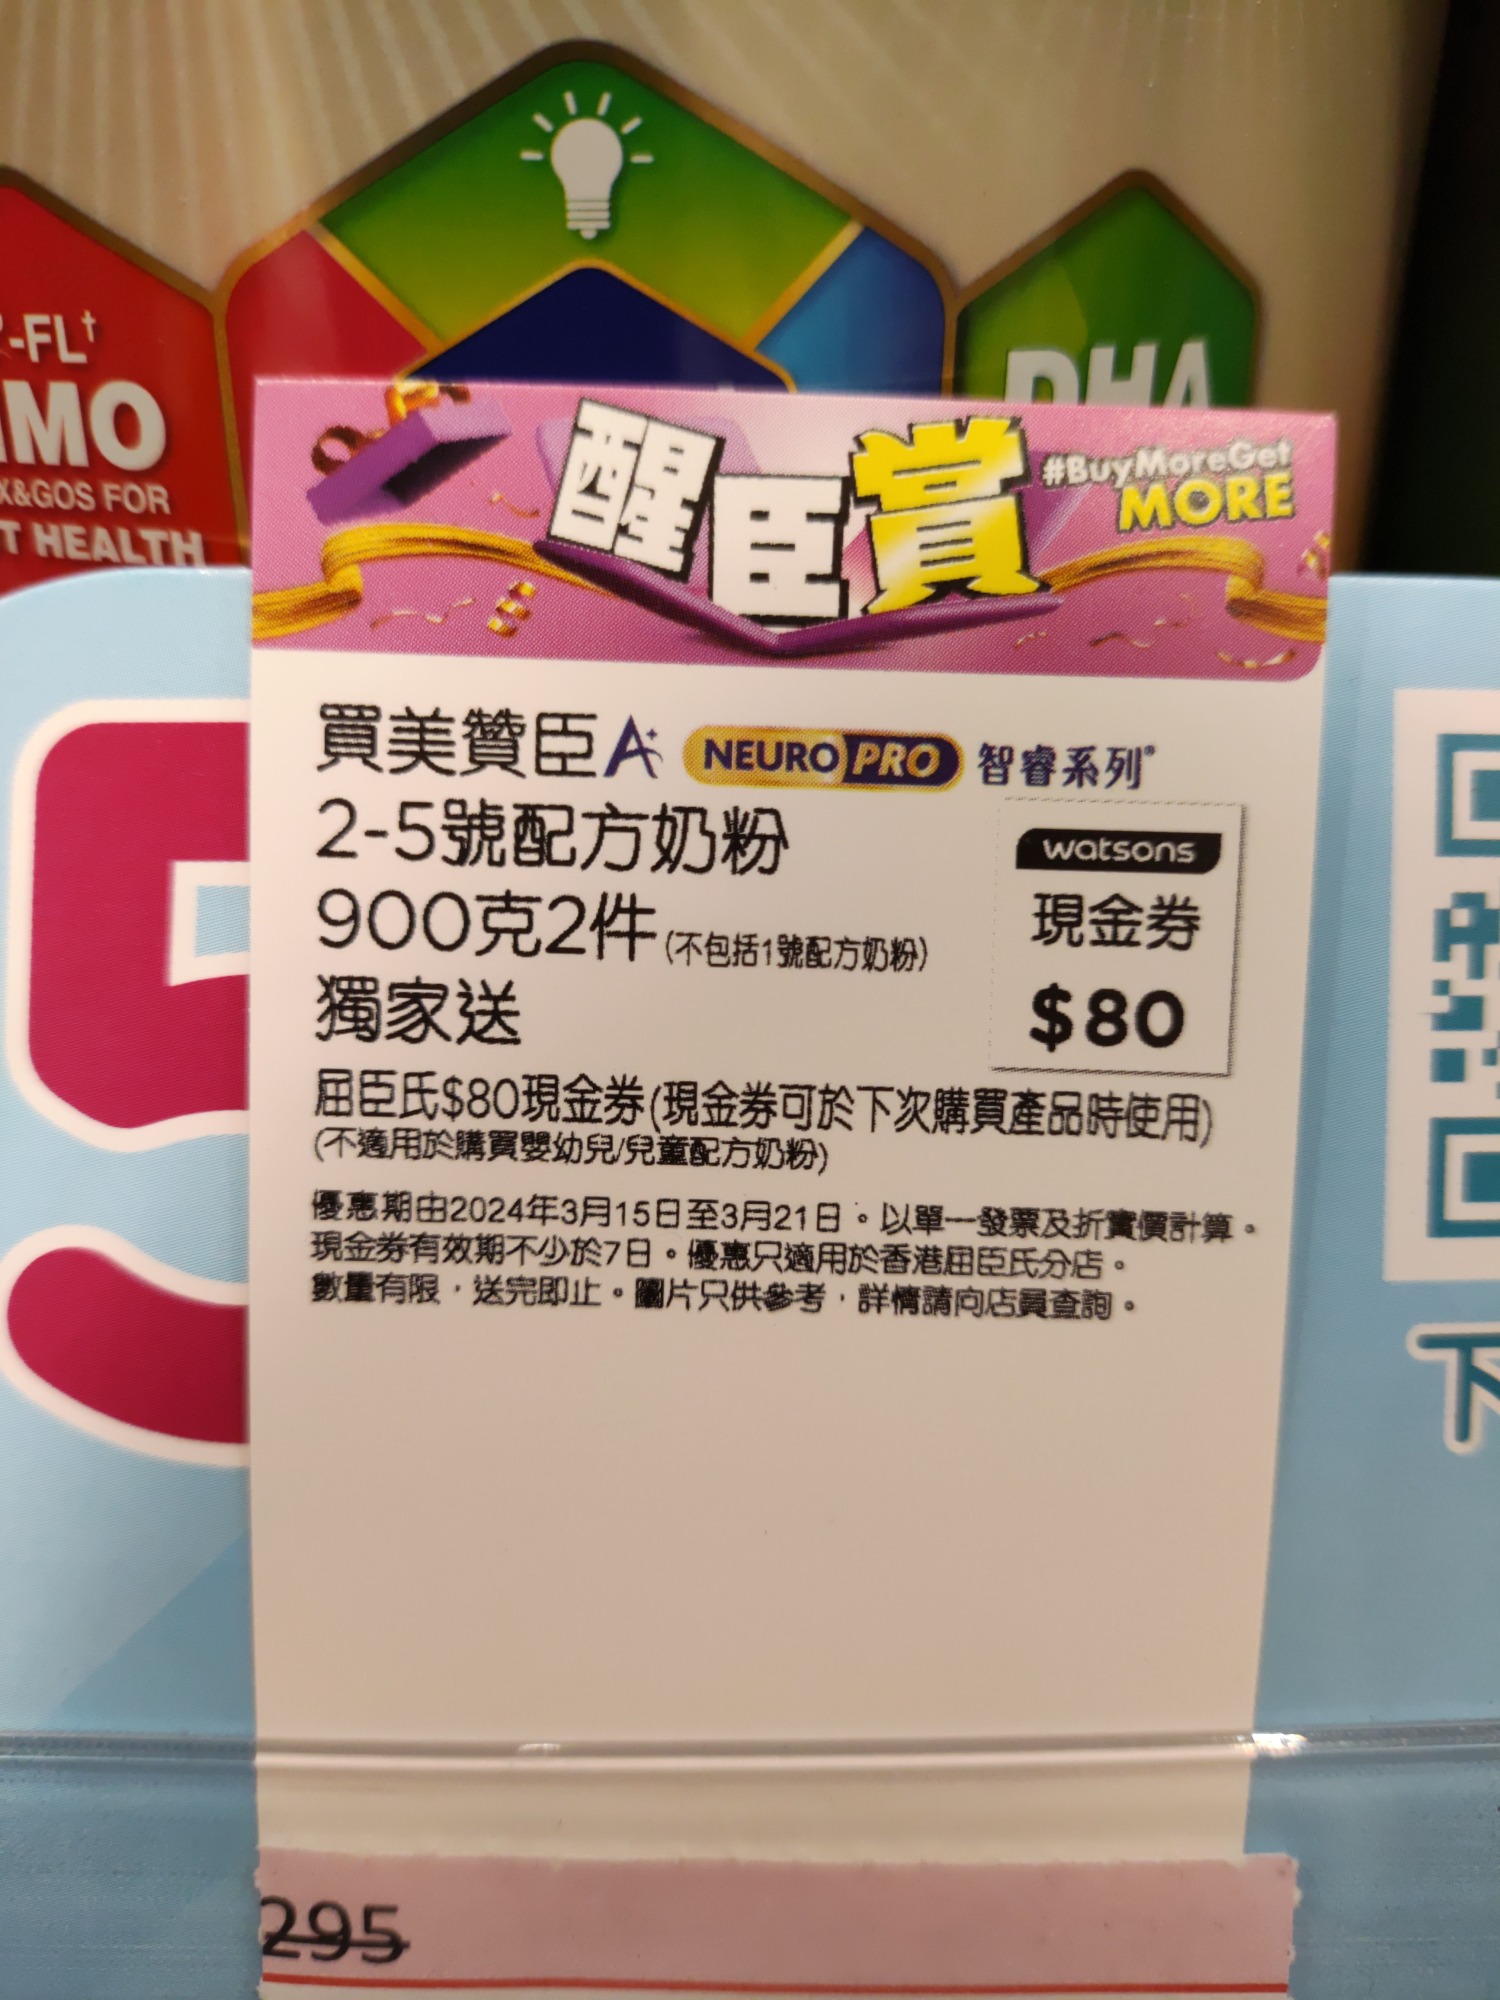 -FL†
MO
X&GOS FOR
T HEALTH
DHA
醒臣賞
#BuyMoreGet
MORE
買美贊臣A+ NEUROPRO 智睿系列®
2-5號配方奶粉
900克2件(不包括1號配方奶粉)
獨家送
watsons
現金券
$80
屈臣氏$80現金券(現金券可於下次購買產品時使用)
(不適用於購買嬰幼兒/兒童配方奶粉)
優惠期由2024年3月15日至3月21日。以單一發票及折實價計算。
現金券有效期不少於7日。優惠只適用於香港屈臣氏分店。
數量有限，送完即止。圖片只供參考，詳情請向店員查詢。
5
下
295